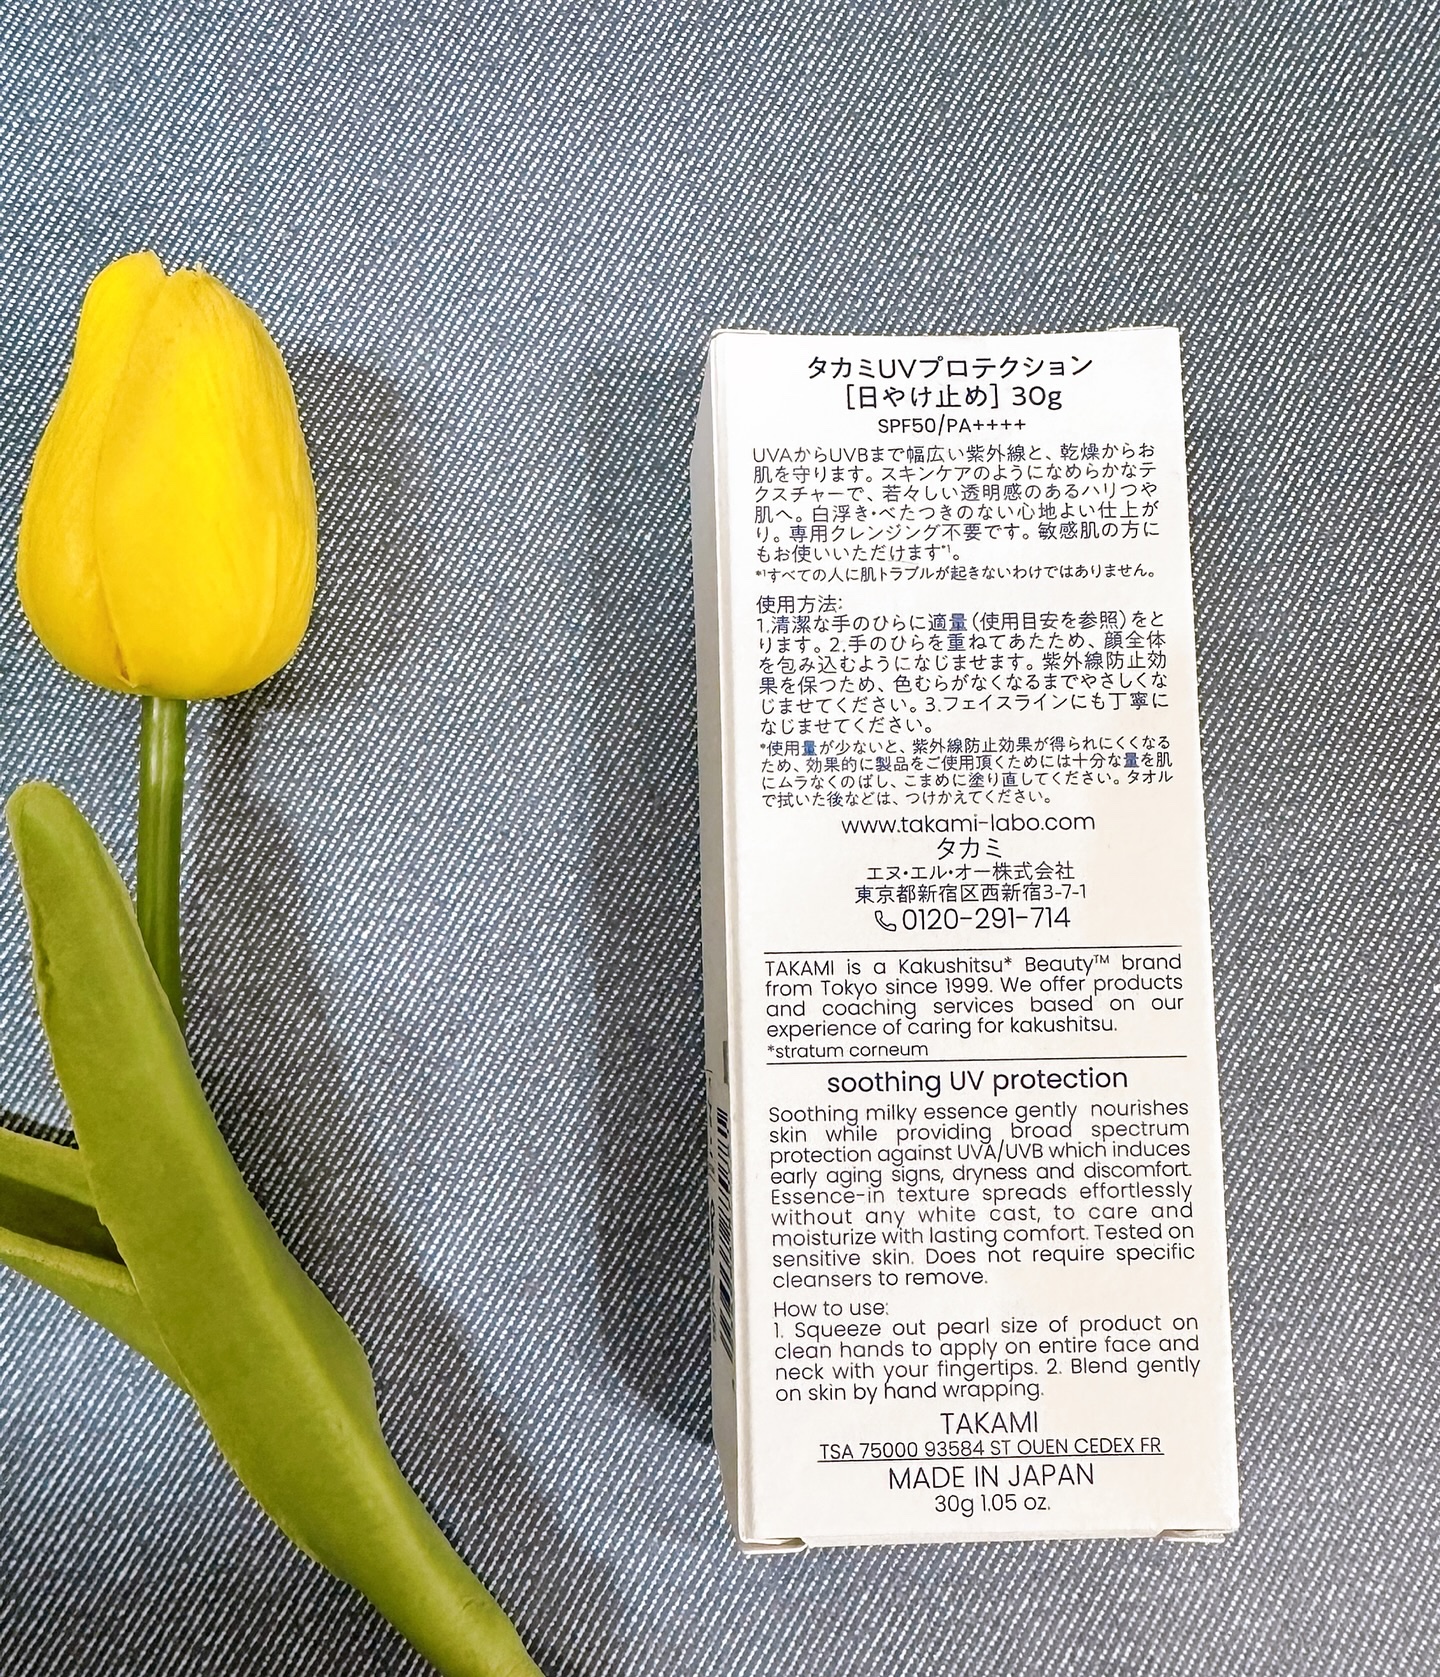 タカミUVプロテクション
[日やけ止め] 30g
SPF50/PA++++
UVAからUVBまで幅広い紫外線と、乾燥からお
肌を守ります。スキンケアのようになめらかなテ
クスチャーで、若々しい透明感のあるハリつや
肌へ。白浮き・べたつきのない心地よい仕上が
り。専用クレンジング不要です。敏感肌の方に
もお使いいただけます*1。
*1すべての人に肌トラブルが起きないわけではありません。
使用方法:
1.清潔な手のひらに適量(使用目安を参照)をと
ります。2.手のひらを重ねてあたため、顔全体
を包み込むようになじませます。紫外線防止効
果を保つため、色むらがなくなるまでやさしくな
じませてください。3.フェイスラインにも丁寧に
なじませてください。
*使用量が少ないと、紫外線防止効果が得られにくくなる
ため、効果的に製品をご使用頂くためには十分な量を肌
にムラなくのばし、こまめに塗り直してください。タオル
で拭いた後などは、つけかえてください。
www.takami-labo.com
タカミ
エヌ・エル・オー株式会社
東京都新宿区西新宿3-7-1
0120-291-714
TAKAMI is a Kakushitsu* Beauty™ brand
from Tokyo since 1999. We offer products
and coaching services based on our
experience of caring for kakushitsu.
*stratum corneum
soothing UV protection
Soothing milky essence gently nourishes
skin while providing broad spectrum
protection against UVA/UVB which induces
early aging signs, dryness and discomfort.
Essence-in texture spreads effortlessly
without any white cast, to care and
moisturize with lasting comfort. Tested on
sensitive skin. Does not require specific
cleansers to remove.
How to use:
1. Squeeze out pearl size of product on
clean hands to apply on entire face and
neck with your fingertips. 2. Blend gently
on skin by hand wrapping.
TAKAMI
TSA 75000 93584 ST OUEN CEDEX FR
MADE IN JAPAN
30g 1.05 oz.